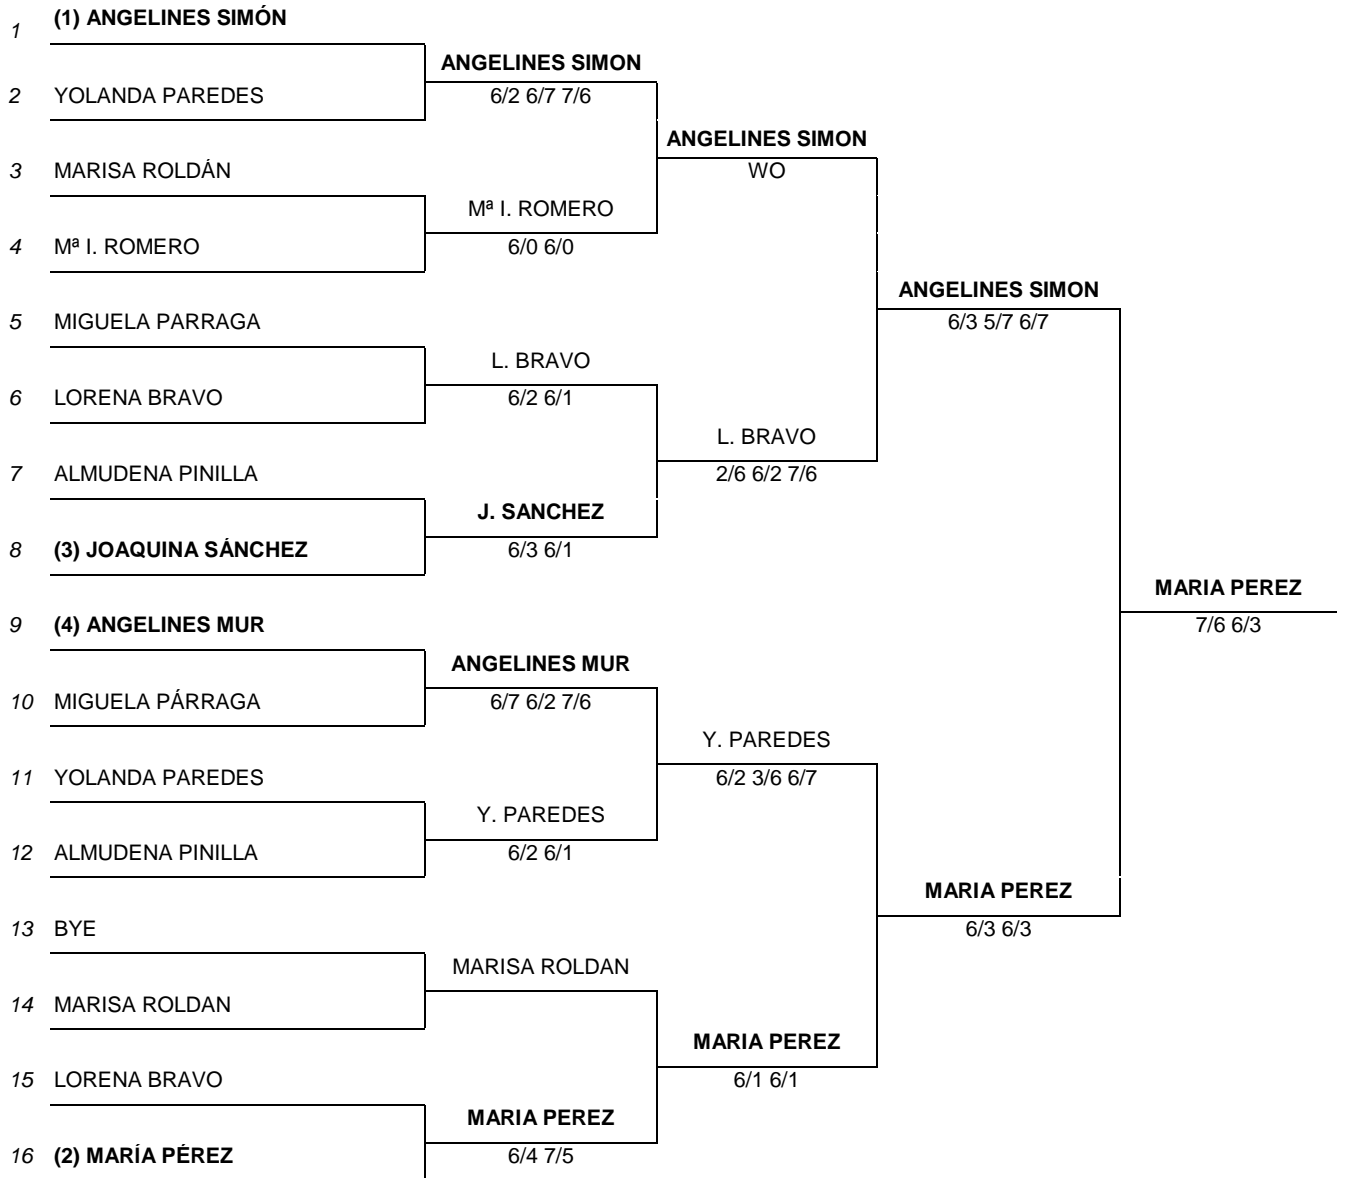 1 (1) ANGELINES SIMÓN
ANGELINES SIMON
2 YOLANDA PAREDES 6/2 6/7 7/6
ANGELINES SIMON
3 MARISA ROLDÁN WO
Mª I. ROMERO
4 Mª I. ROMERO 6/0 6/0
ANGELINES SIMON
5 MIGUELA PARRAGA 6/3 5/7 6/7
L. BRAVO
6 LORENA BRAVO 6/2 6/1
L. BRAVO
7 ALMUDENA PINILLA 2/6 6/2 7/6
J. SANCHEZ
8 (3) JOAQUINA SÁNCHEZ 6/3 6/1
MARIA PEREZ
9 (4) ANGELINES MUR 7/6 6/3
ANGELINES MUR
10 MIGUELA PÁRRAGA 6/7 6/2 7/6
Y. PAREDES
11 YOLANDA PAREDES 6/2 3/6 6/7
Y. PAREDES
12 ALMUDENA PINILLA 6/2 6/1
MARIA PEREZ
13 BYE 6/3 6/3
MARISA ROLDAN
14 MARISA ROLDAN
MARIA PEREZ
15 LORENA BRAVO 6/1 6/1
MARIA PEREZ
16 (2) MARÍA PÉREZ 6/4 7/5